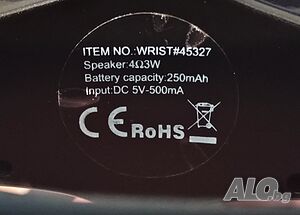 ITEM NO.:WRIST#45327
Speaker:4Ω3W
Battery capacity:250mAh
Input:DC 5V-500mA
CE RoHS
ALO.bg